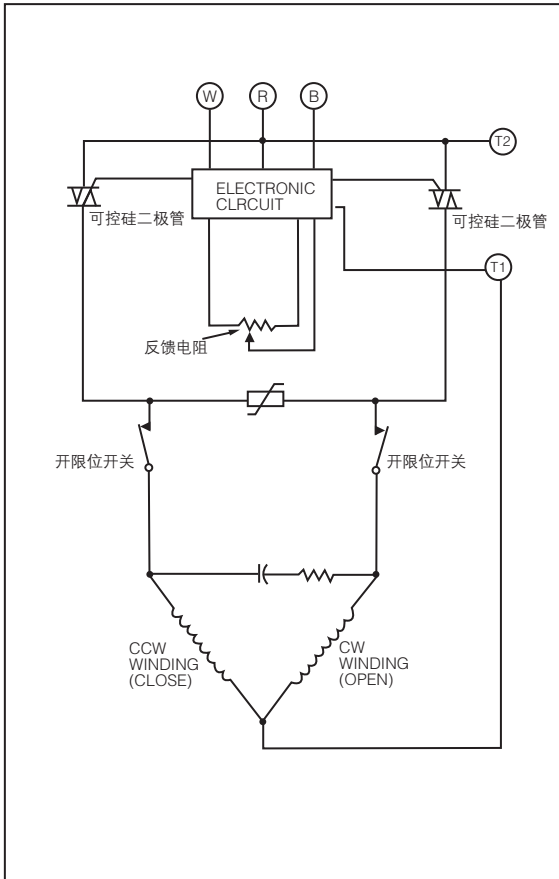 W
R
B
T2
ELECTRONIC
CLRCUIT
可控硅二极管
可控硅二极管
T1
反馈电阻
开限位开关
开限位开关
CCW
WINDING
(CLOSE)
CW
WINDING
(OPEN)